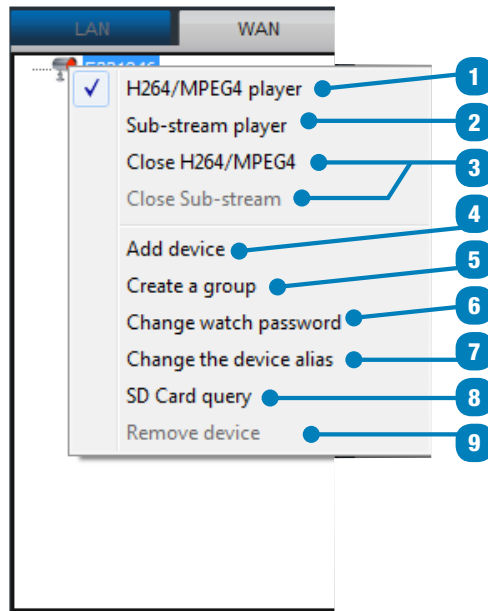 LAN WAN
H264/MPEG4 player 1
Sub-stream player 2
Close H264/MPEG4 3
Close Sub-stream
Add device 4
Create a group 5
Change watch password 6
Change the device alias 7
SD Card query 8
Remove device 9